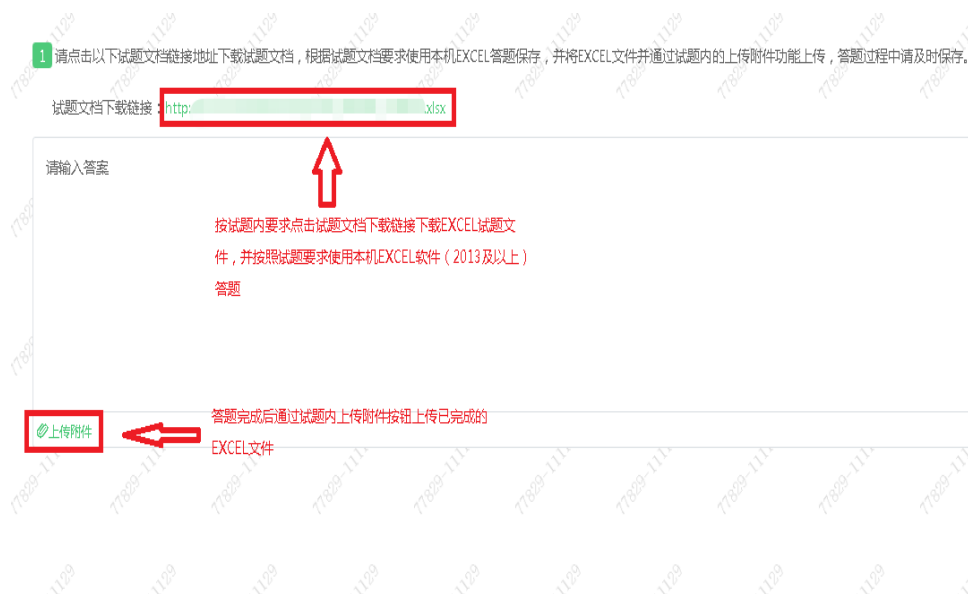 1 请点击以下试题文档链接地址下载试题文档，根据试题文档要求使用本机EXCEL答题保存，并将EXCEL文件并通过试题内的上传附件功能上传，答题过程中请及时保存。
试题文档下载链接：http: .xlsx
请输入答案
按试题内要求点击试题文档下载链接下载EXCEL试题文
件，并按照试题要求使用本机EXCEL软件（2013及以上）
答题
答题完成后通过试题内上传附件按钮上传已完成的
EXCEL文件
上传附件